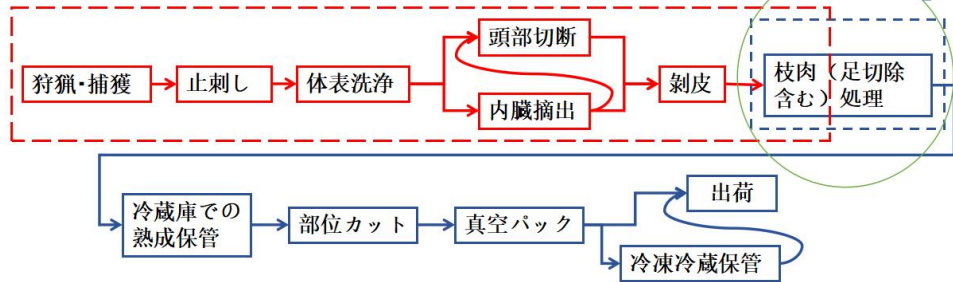 狩猟・捕獲
止刺し
体表洗浄
頭部切断
内臓摘出
剥皮
枝肉（足切除
含む）処理
冷蔵庫での
熟成保管
部位カット
真空パック
出荷
冷凍冷蔵保管